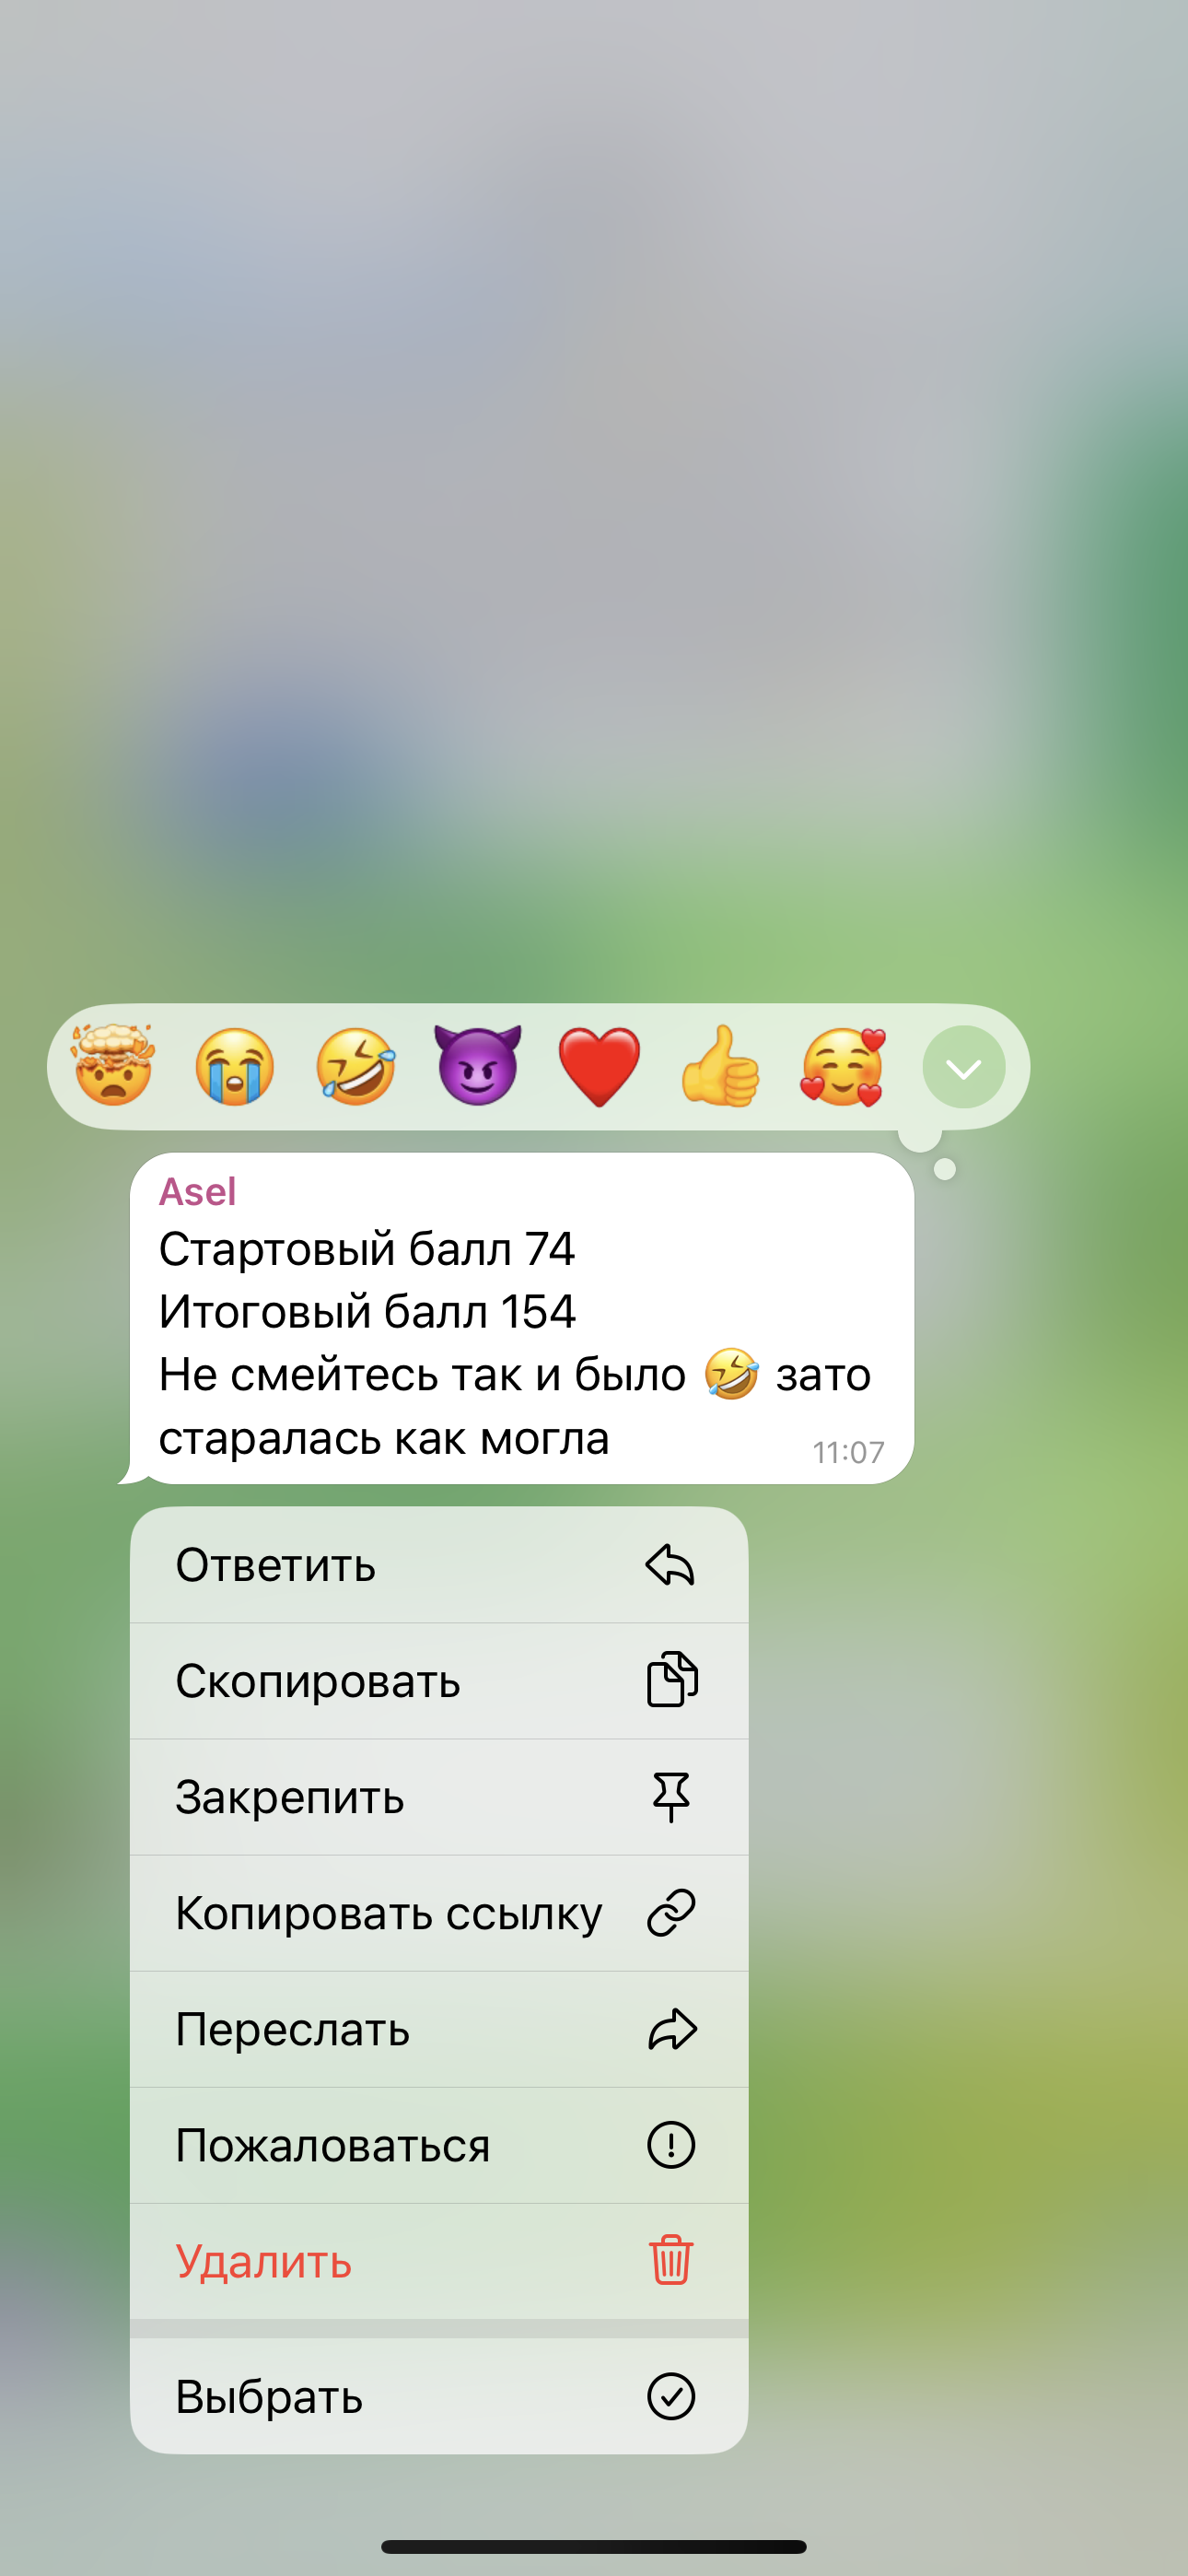 Asel
Стартовый балл 74
Итоговый балл 154
Не смейтесь так и было 🤣 зато
старалась как могла
11:07
Ответить
Скопировать
Закрепить
Копировать ссылку
Переслать
Пожаловаться
Удалить
Выбрать